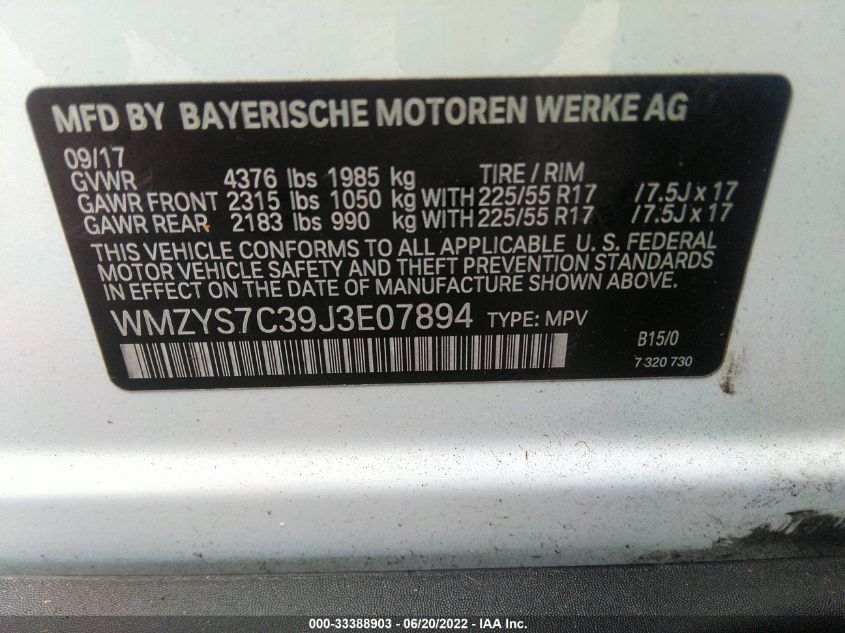 MFD BY BAYERISCHE MOTOREN WERKE AG
09/17
GVWR 4376 lbs 1985 kg TIRE / RIM
GAWR FRONT 2315 lbs 1050 kg WITH 225/55 R17 / 7.5J x 17
GAWR REAR 2183 lbs 990 kg WITH 225/55 R17 / 7.5J x 17
THIS VEHICLE CONFORMS TO ALL APPLICABLE U. S. FEDERAL
MOTOR VEHICLE SAFETY AND THEFT PREVENTION STANDARDS
IN EFFECT ON THE DATE OF MANUFACTURE SHOWN ABOVE.
WMZYS7C39J3E07894 TYPE: MPV B15/0
7 320 730
000-33388903 - 06/20/2022 - IAA Inc.